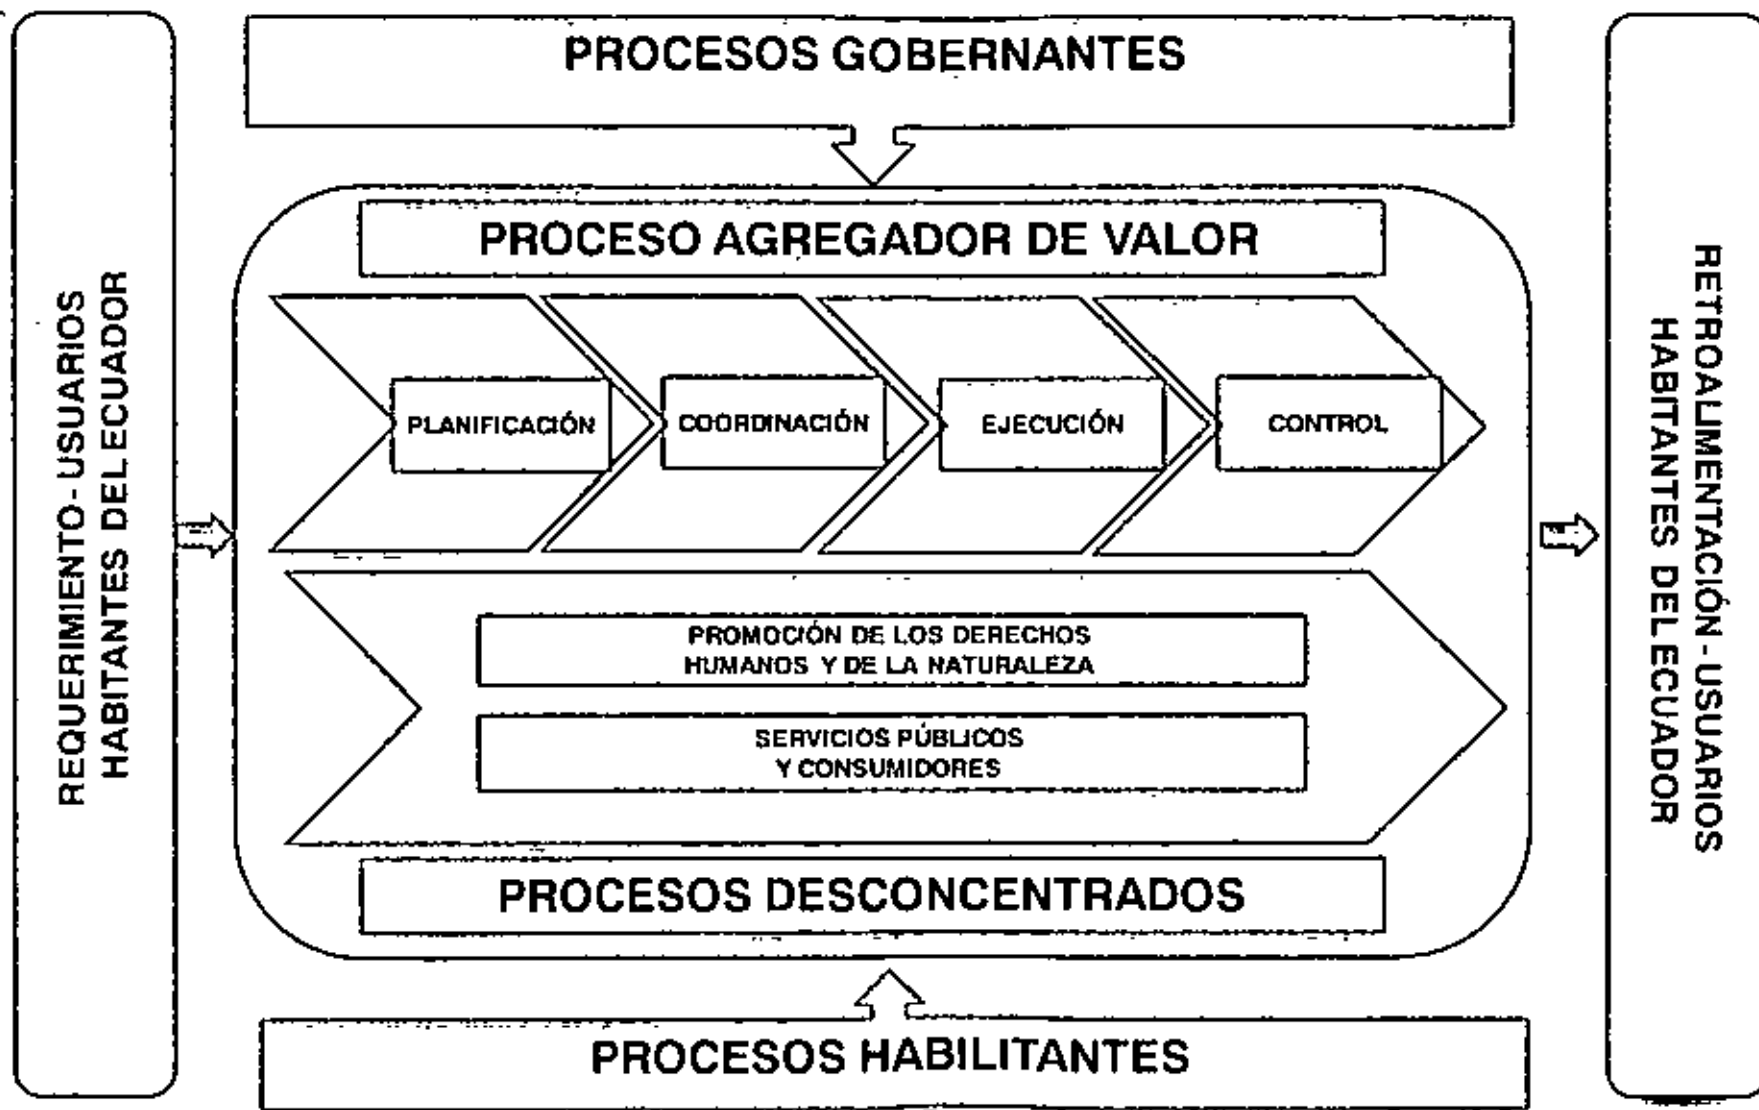 PROCESOS GOBERNANTES
REQUERIMIENTO - USUARIOS
HABITANTES DEL ECUADOR
PROCESO AGREGADOR DE VALOR
PLANIFICACIÓN
COORDINACIÓN
EJECUCIÓN
CONTROL
PROMOCIÓN DE LOS DERECHOS
HUMANOS Y DE LA NATURALEZA
SERVICIOS PÚBLICOS
Y CONSUMIDORES
PROCESOS DESCONCENTRADOS
PROCESOS HABILITANTES
RETROALIMENTACIÓN - USUARIOS
HABITANTES DEL ECUADOR